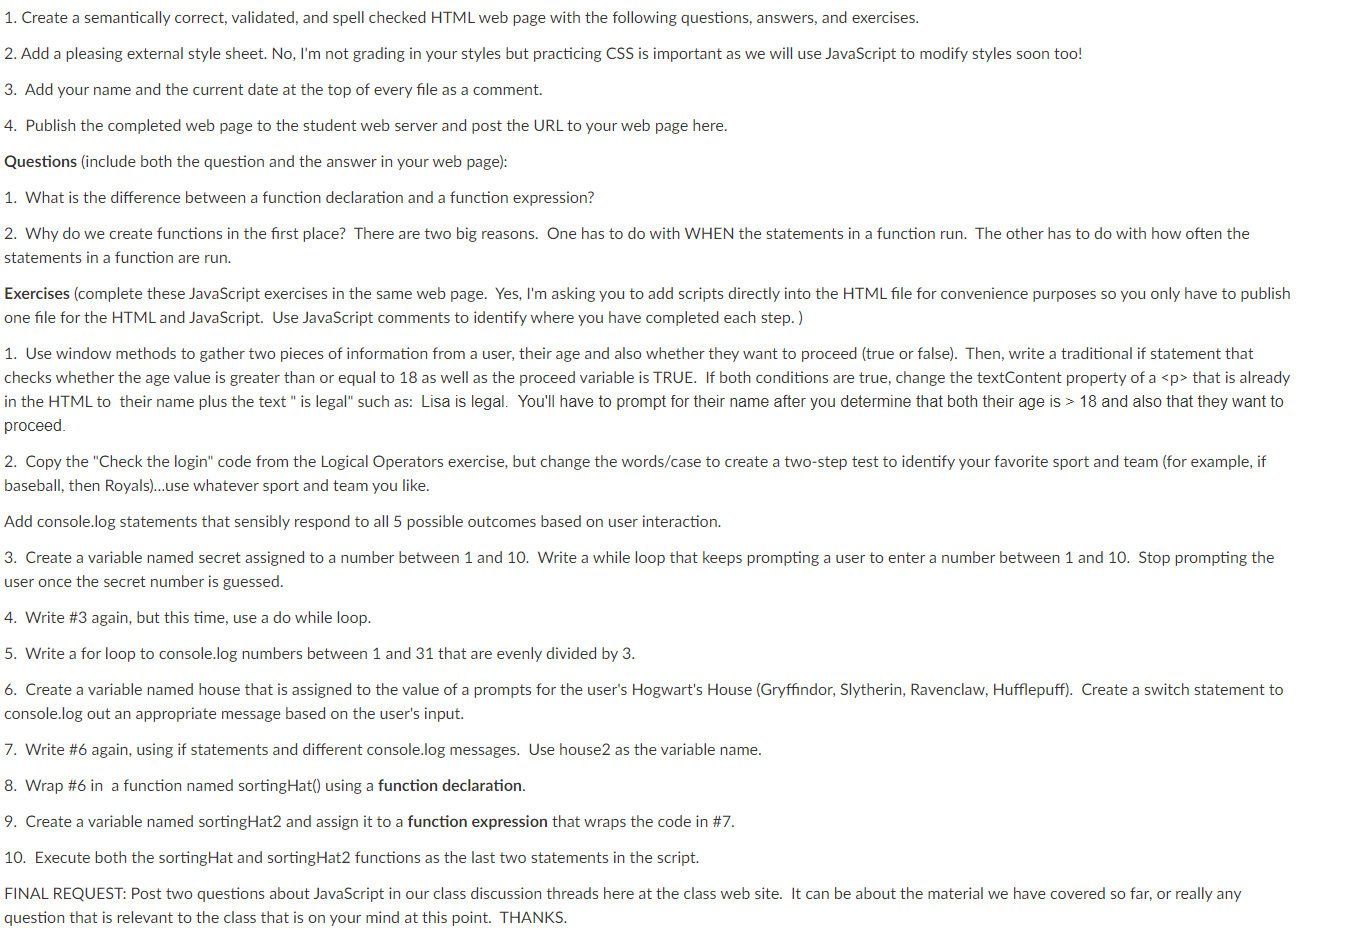 1. Create a semantically correct, validated, and spell checked HTML web page with the following questions, answers, and exercises.
2. Add a pleasing external style sheet. No, I'm not grading in your styles but practicing CSS is important as we will use JavaScript to modify styles soon too!
3.  Add your name and the current date at the top of every file as a comment.
4.  Publish the completed web page to the student web server and post the URL to your web page here.
Questions (include both the question and the answer in your web page):
1.  What is the difference between a function declaration and a function expression?
2.  Why do we create functions in the first place?  There are two big reasons.  One has to do with WHEN the statements in a function run.  The other has to do with how often the
statements in a function are run.
Exercises (complete these JavaScript exercises in the same web page.  Yes, I'm asking you to add scripts directly into the HTML file for convenience purposes so you only have to publish
one file for the HTML and JavaScript.  Use JavaScript comments to identify where you have completed each step. )
1.  Use window methods to gather two pieces of information from a user, their age and also whether they want to proceed (true or false).  Then, write a traditional if statement that
checks whether the age value is greater than or equal to 18 as well as the proceed variable is TRUE.  If both conditions are true, change the textContent property of a <p> that is already
in the HTML to  their name plus the text " is legal" such as:  Lisa is legal.  You'll have to prompt for their name after you determine that both their age is > 18 and also that they want to
proceed.
2.  Copy the "Check the login" code from the Logical Operators exercise, but change the words/case to create a two-step test to identify your favorite sport and team (for example, if
baseball, then Royals)...use whatever sport and team you like.
Add console.log statements that sensibly respond to all 5 possible outcomes based on user interaction.
3.  Create a variable named secret assigned to a number between 1 and 10.  Write a while loop that keeps prompting a user to enter a number between 1 and 10.  Stop prompting the
user once the secret number is guessed.
4.  Write #3 again, but this time, use a do while loop.
5.  Write a for loop to console.log numbers between 1 and 31 that are evenly divided by 3.
6.  Create a variable named house that is assigned to the value of a prompts for the user's Hogwart's House (Gryffindor, Slytherin, Ravenclaw, Hufflepuff).  Create a switch statement to
console.log out an appropriate message based on the user's input.
7.  Write #6 again, using if statements and different console.log messages.  Use house2 as the variable name.
8.  Wrap #6 in  a function named sortingHat() using a function declaration.
9.  Create a variable named sortingHat2 and assign it to a function expression that wraps the code in #7.
10.  Execute both the sortingHat and sortingHat2 functions as the last two statements in the script.
FINAL REQUEST: Post two questions about JavaScript in our class discussion threads here at the class web site.  It can be about the material we have covered so far, or really any
question that is relevant to the class that is on your mind at this point.  THANKS.